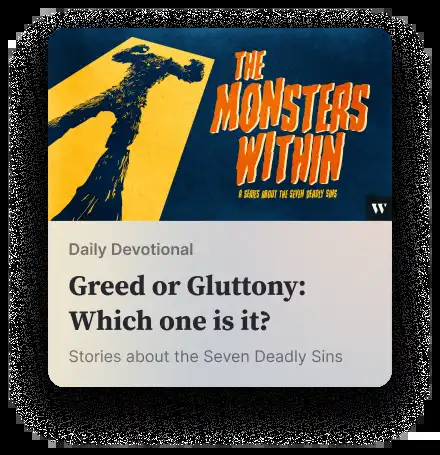 THE
MONSTERS
WITHIN
A SERIES ABOUT THE SEVEN DEADLY SINS
W
Daily Devotional
Greed or Gluttony:
Which one is it?
Stories about the Seven Deadly Sins